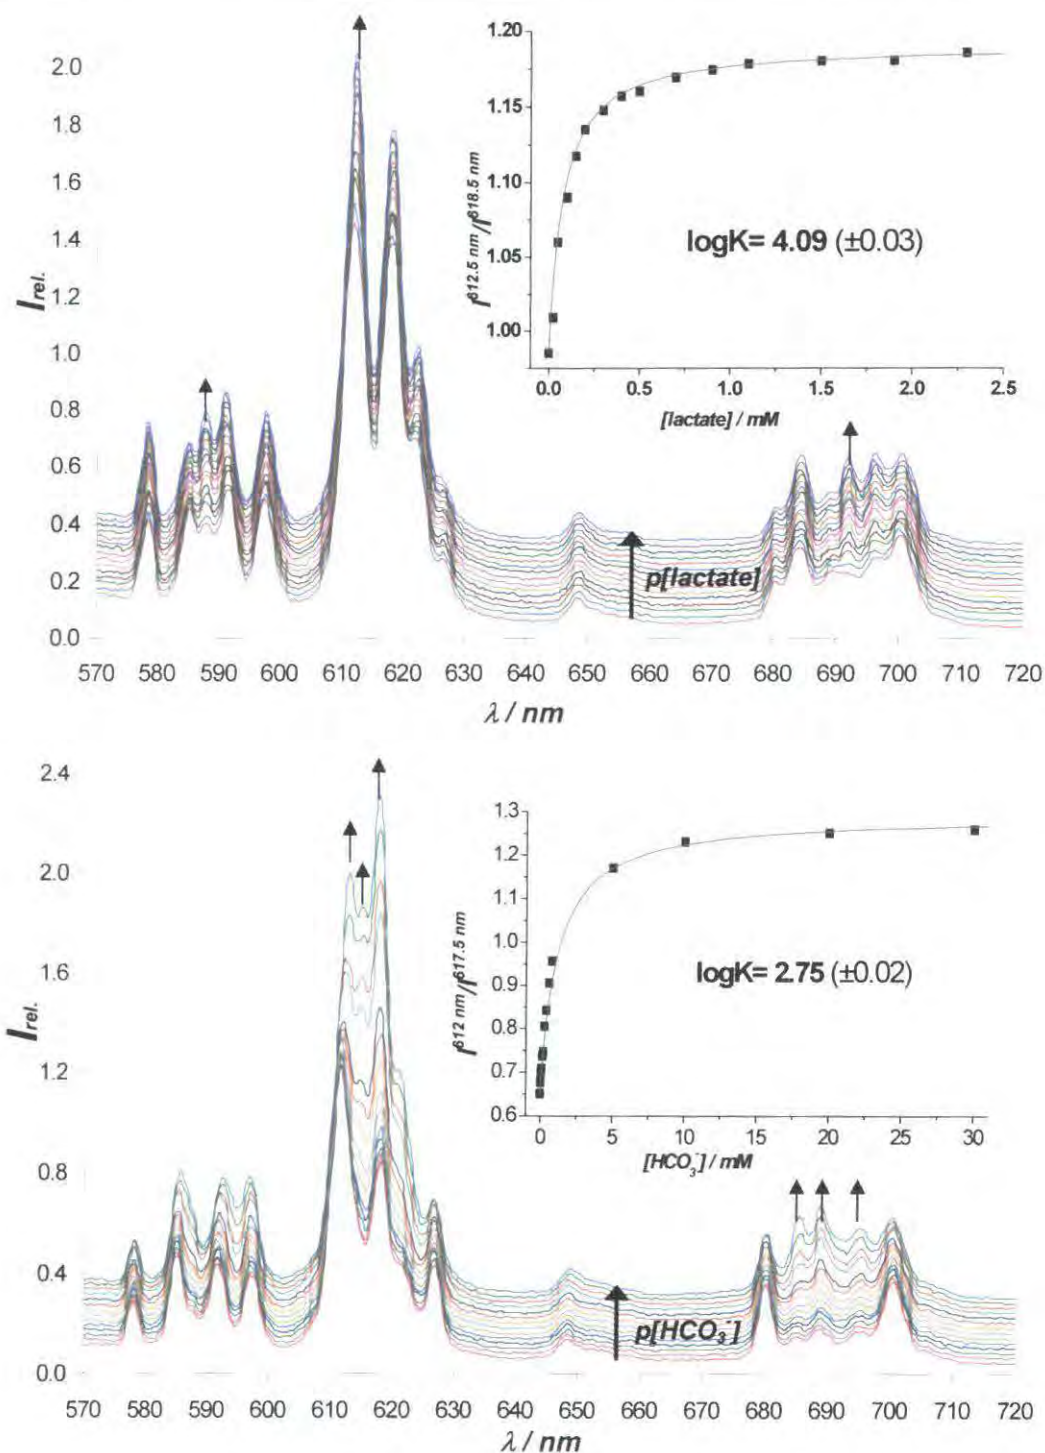 2.0
1.8
1.6
1.4
1.2
1.0
0.8
0.6
0.4
0.2
0.0
I rel.
570 580 590 600 610 620 630 640 650 660 670 680 690 700 710 720
λ / nm
p[lactate]
1.20
1.15
1.10
1.05
1.00
I 612.5 nm/I 618.5 nm
logK= 4.09 (±0.03)
0.0 0.5 1.0 1.5 2.0 2.5
[lactate] / mM
2.4
2.0
1.6
1.2
0.8
0.4
0.0
I rel.
570 580 590 600 610 620 630 640 650 660 670 680 690 700 710 720
λ / nm
p[HCO3-]
1.3
1.2
1.1
1.0
0.9
0.8
0.7
0.6
I 612 nm/I 617.5 nm
logK= 2.75 (±0.02)
0 5 10 15 20 25 30
[HCO3-] / mM